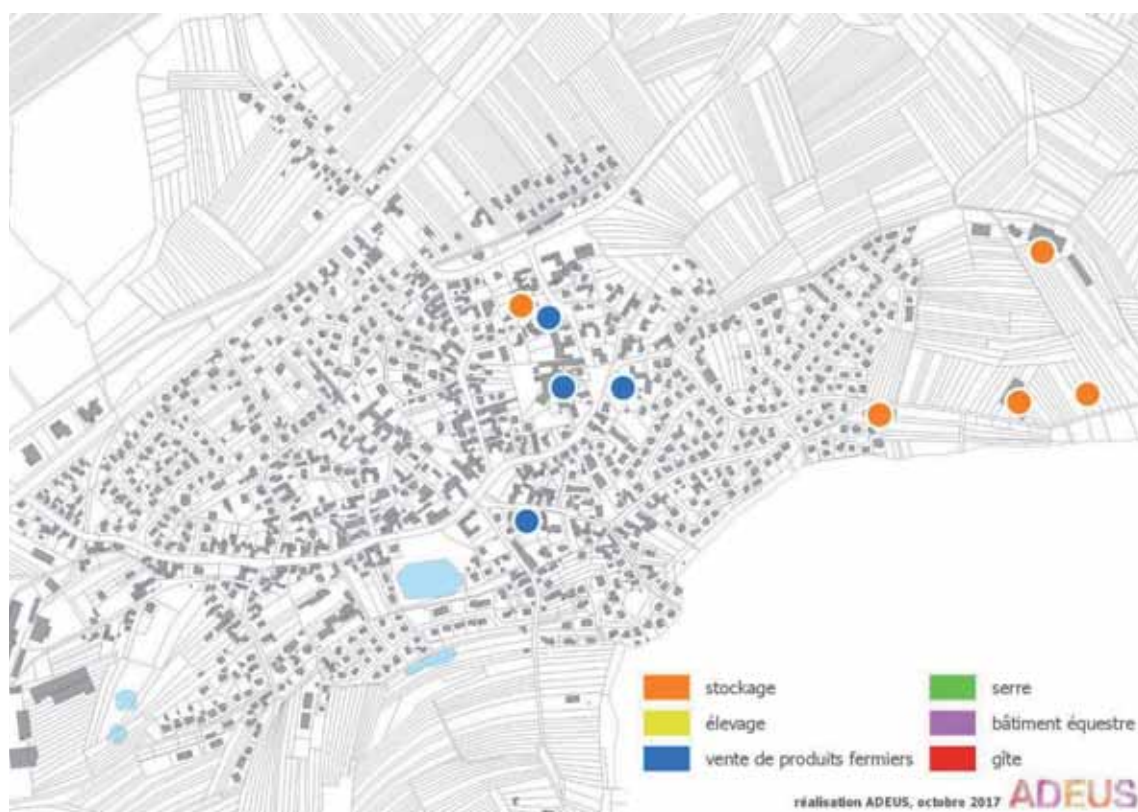 stockage
élevage
vente de produits fermiers
serre
bâtiment équestre
gîte
réalisation ADEUS, octobre 2017 ADEUS